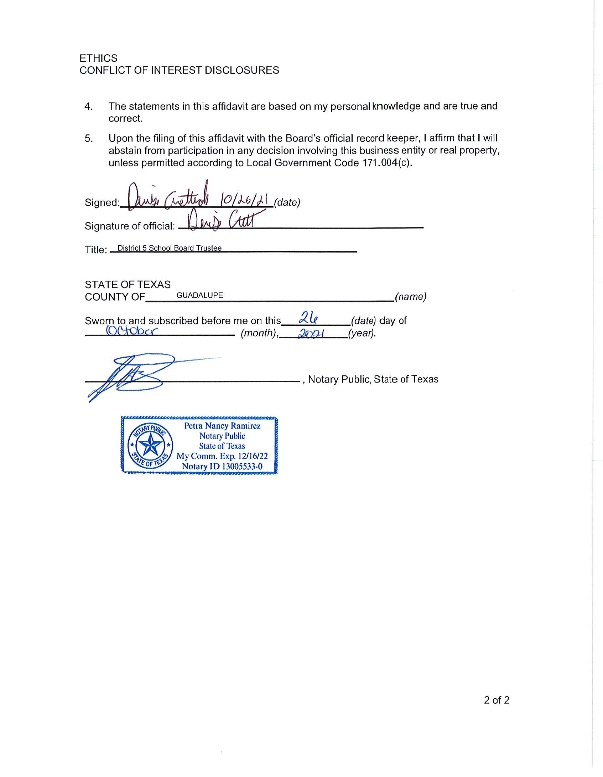 ETHICS
CONFLICT OF INTEREST DISCLOSURES
4. The statements in this affidavit are based on my personal knowledge and are true and
correct.
5. Upon the filing of this affidavit with the Board's official record keeper, I affirm that I will
abstain from participation in any decision involving this business entity or real property,
unless permitted according to Local Government Code 171.004(c).
Signed: 10/26/21 (date)
Signature of official:
Title: District 5 School Board Trustee
STATE OF TEXAS
COUNTY OF GUADALUPE (name)
Sworn to and subscribed before me on this 26 (date) day of
October (month), 2021 (year).
, Notary Public, State of Texas
NOTARY PUBLIC
STATE OF TEXAS
Petra Nancy Ramirez
Notary Public
State of Texas
My Comm. Exp. 12/16/22
Notary ID 13005533-0
2 of 2